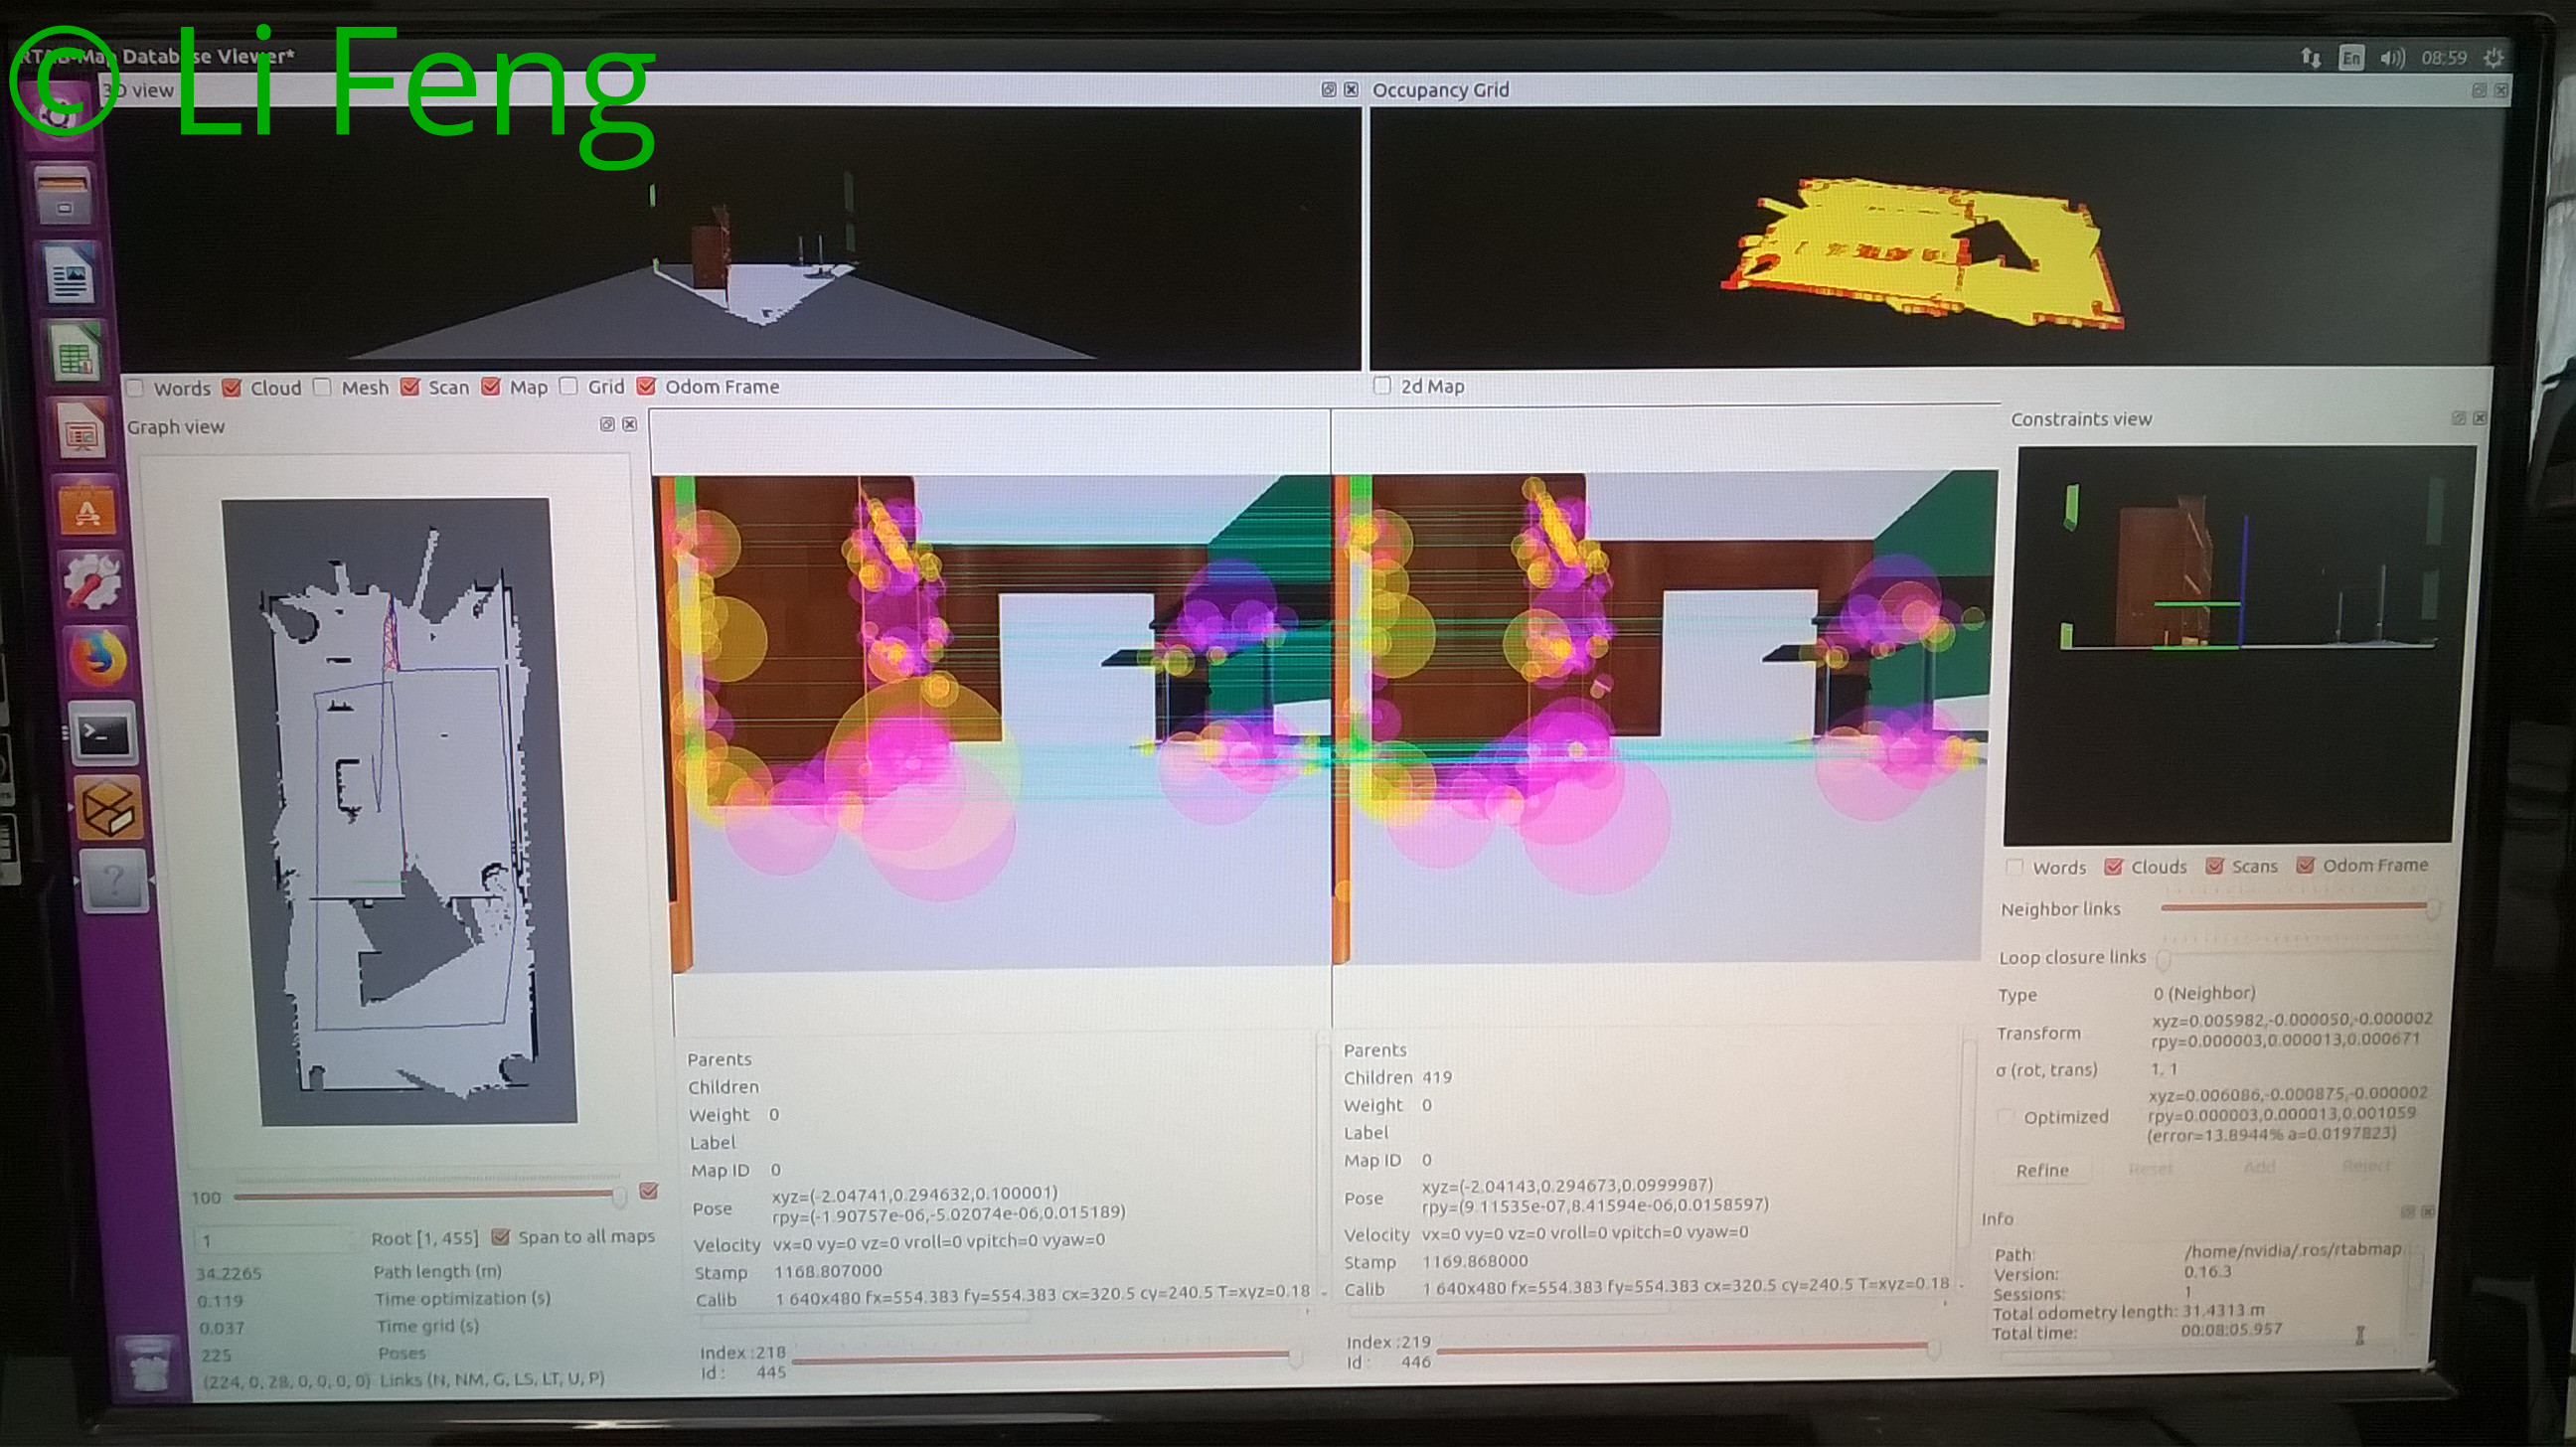 © Li Feng
RTAB-Map Database Viewer*
En
08:59
3D view
Occupancy Grid
Words Cloud Mesh Scan Map Grid Odom Frame
2d Map
Graph view
Constraints view
Words Clouds Scans Odom Frame
Neighbor links
Loop closure links
Type 0 (Neighbor)
Transform xyz=0.005982,-0.000050,-0.000002
rpy=0.000003,0.000013,0.000671
σ (rot, trans) 1, 1
Optimized xyz=0.006086,-0.000875,-0.000002
rpy=0.000003,0.000013,0.001059
(error=13.8944% a=0.0197823)
Refine Reset Add Reject
100
1 Root [1, 455] Span to all maps
34.2265 Path length (m)
0.119 Time optimization (s)
0.037 Time grid (s)
225 Poses
(224, 0, 28, 0, 0, 0, 0) Links (N, NM, G, LS, LT, U, P)
Parents
Children
Weight 0
Label
Map ID 0
Pose xyz=(-2.04741,0.294632,0.100001)
rpy=(-1.90757e-06,-5.02074e-06,0.015189)
Velocity vx=0 vy=0 vz=0 vroll=0 vpitch=0 vyaw=0
Stamp 1168.807000
Calib 1 640x480 fx=554.383 fy=554.383 cx=320.5 cy=240.5 T=xyz=0.18
Index :218
Id : 445
Parents
Children 419
Weight 0
Label
Map ID 0
Pose xyz=(-2.04143,0.294673,0.0999987)
rpy=(9.11535e-07,8.41594e-06,0.0158597)
Velocity vx=0 vy=0 vz=0 vroll=0 vpitch=0 vyaw=0
Stamp 1169.868000
Calib 1 640x480 fx=554.383 fy=554.383 cx=320.5 cy=240.5 T=xyz=0.18
Index :219
Id : 446
Info
Path: /home/nvidia/.ros/rtabmap
Version: 0.16.3
Sessions: 1
Total odometry length: 31.4313 m
Total time: 00:08:05.957